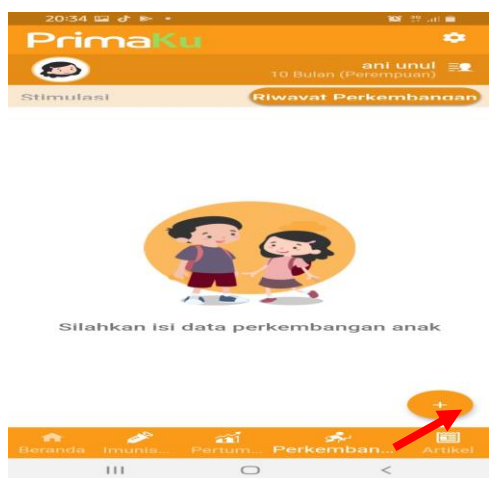 20:34
PrimaKu
ani unul
10 Bulan (Perempuan)
Stimulasi
Riwayat Perkembangan
Silahkan isi data perkembangan anak
+
Beranda Imunis... Pertum... Perkemban... Artikel